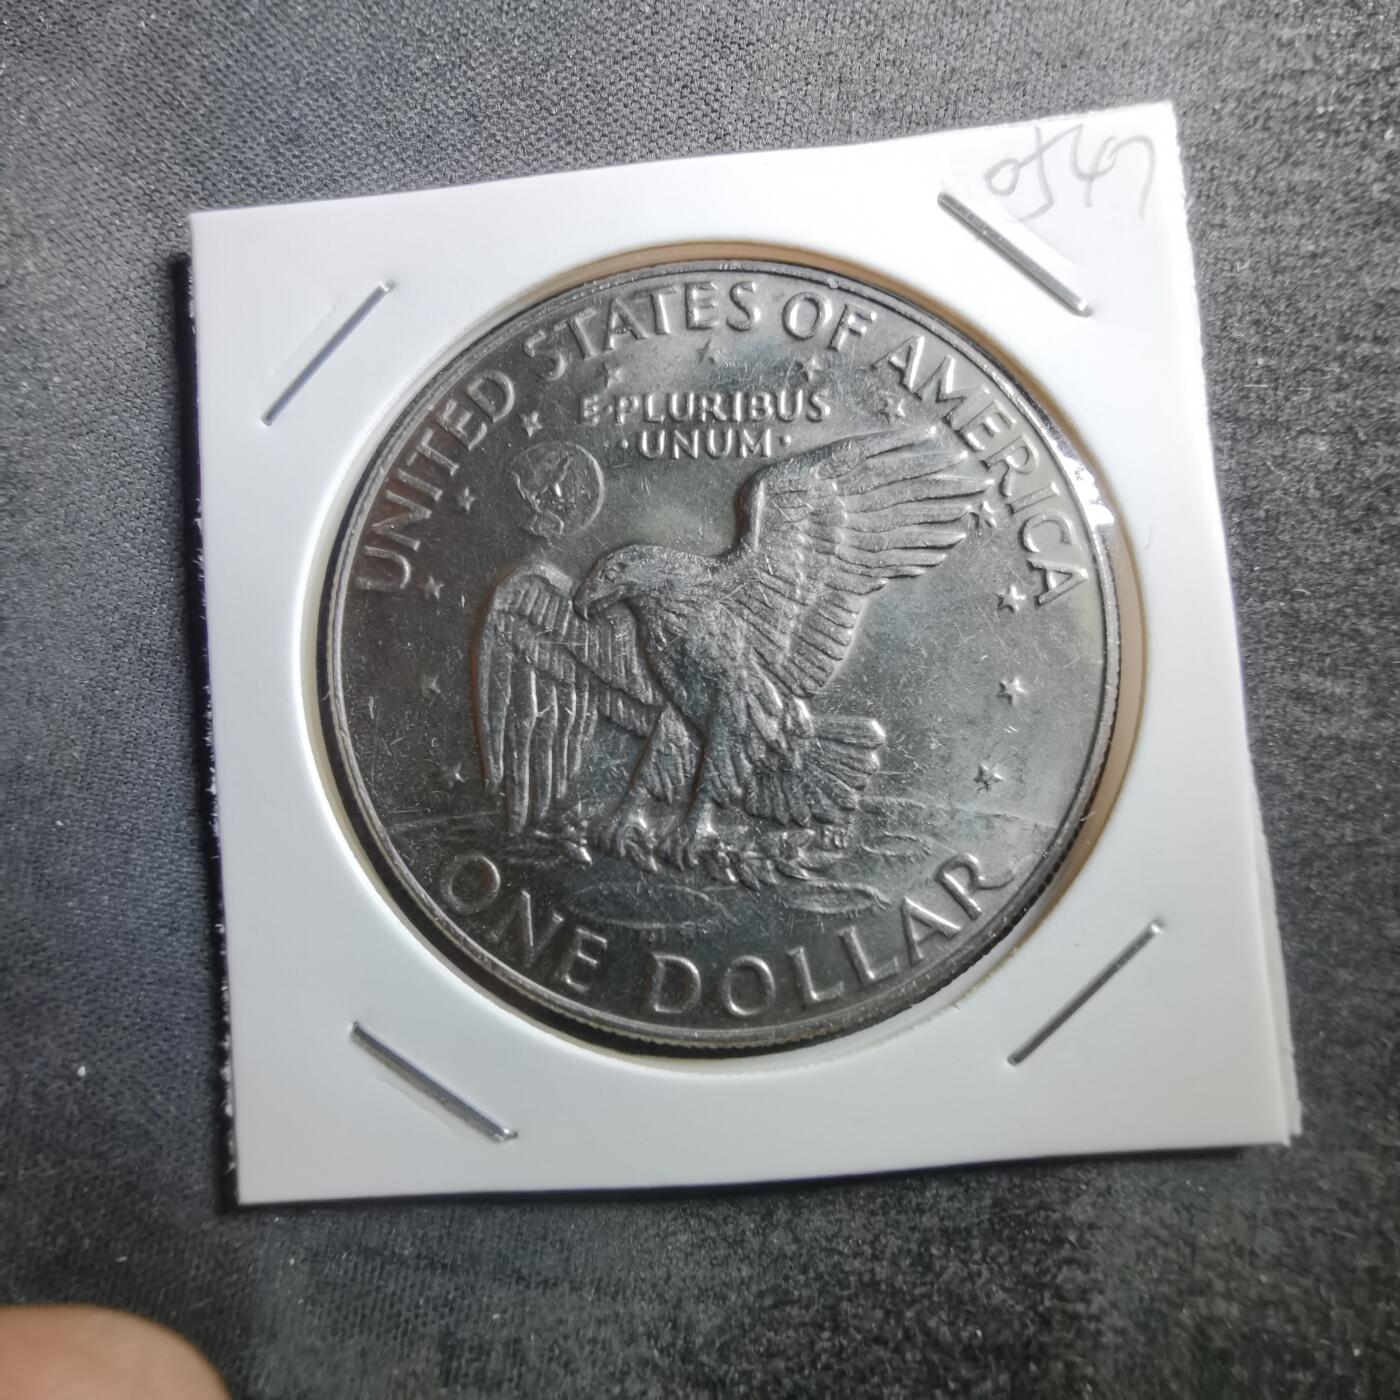 UNITED STATES OF AMERICA
E·PLURIBUS
·UNUM·
ONE DOLLAR